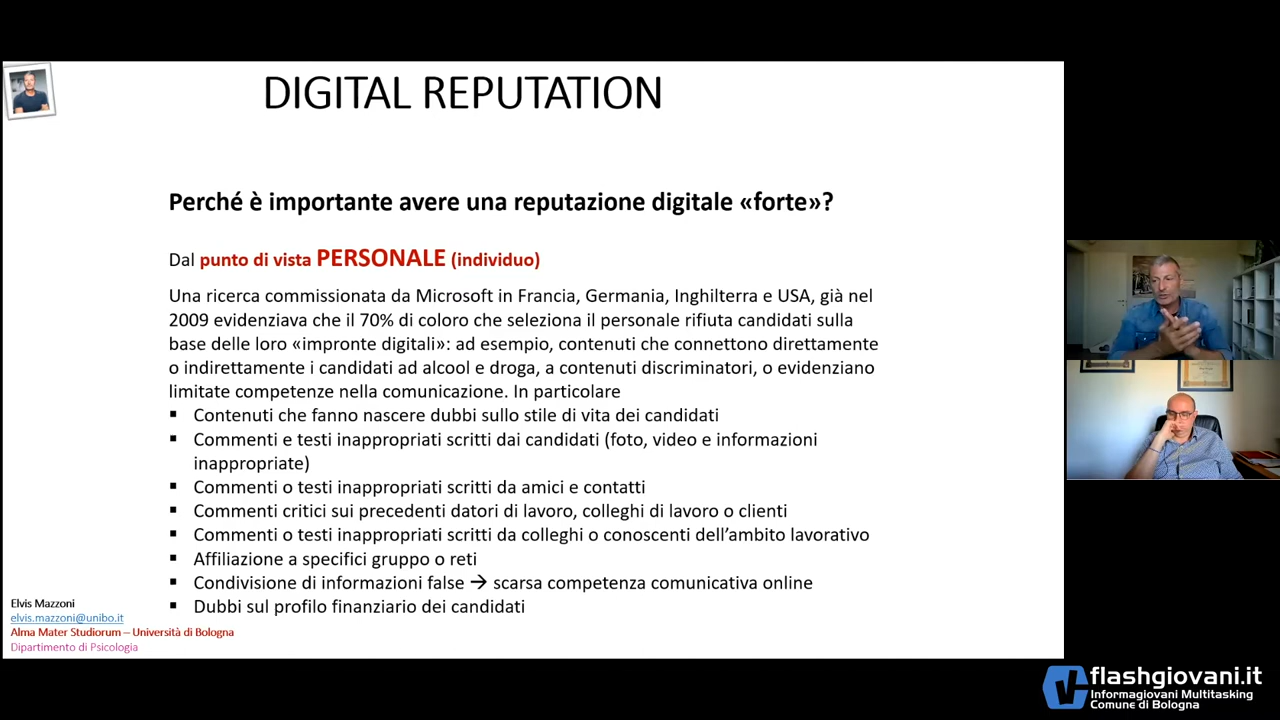 DIGITAL REPUTATION
Perché è importante avere una reputazione digitale «forte»?
Dal punto di vista PERSONALE (individuo)
Una ricerca commissionata da Microsoft in Francia, Germania, Inghilterra e USA, già nel
2009 evidenziava che il 70% di coloro che seleziona il personale rifiuta candidati sulla
base delle loro «impronte digitali»: ad esempio, contenuti che connettono direttamente
o indirettamente i candidati ad alcool e droga, a contenuti discriminatori, o evidenziano
limitate competenze nella comunicazione. In particolare
▪ Contenuti che fanno nascere dubbi sullo stile di vita dei candidati
▪ Commenti e testi inappropriati scritti dai candidati (foto, video e informazioni
inappropriate)
▪ Commenti o testi inappropriati scritti da amici e contatti
▪ Commenti critici sui precedenti datori di lavoro, colleghi di lavoro o clienti
▪ Commenti o testi inappropriati scritti da colleghi o conoscenti dell’ambito lavorativo
▪ Affiliazione a specifici gruppo o reti
▪ Condivisione di informazioni false → scarsa competenza comunicativa online
▪ Dubbi sul profilo finanziario dei candidati
Elvis Mazzoni
elvis.mazzoni@unibo.it
Alma Mater Studiorum – Università di Bologna
Dipartimento di Psicologia
flashgiovani.it
Informagiovani Multitasking
Comune di Bologna